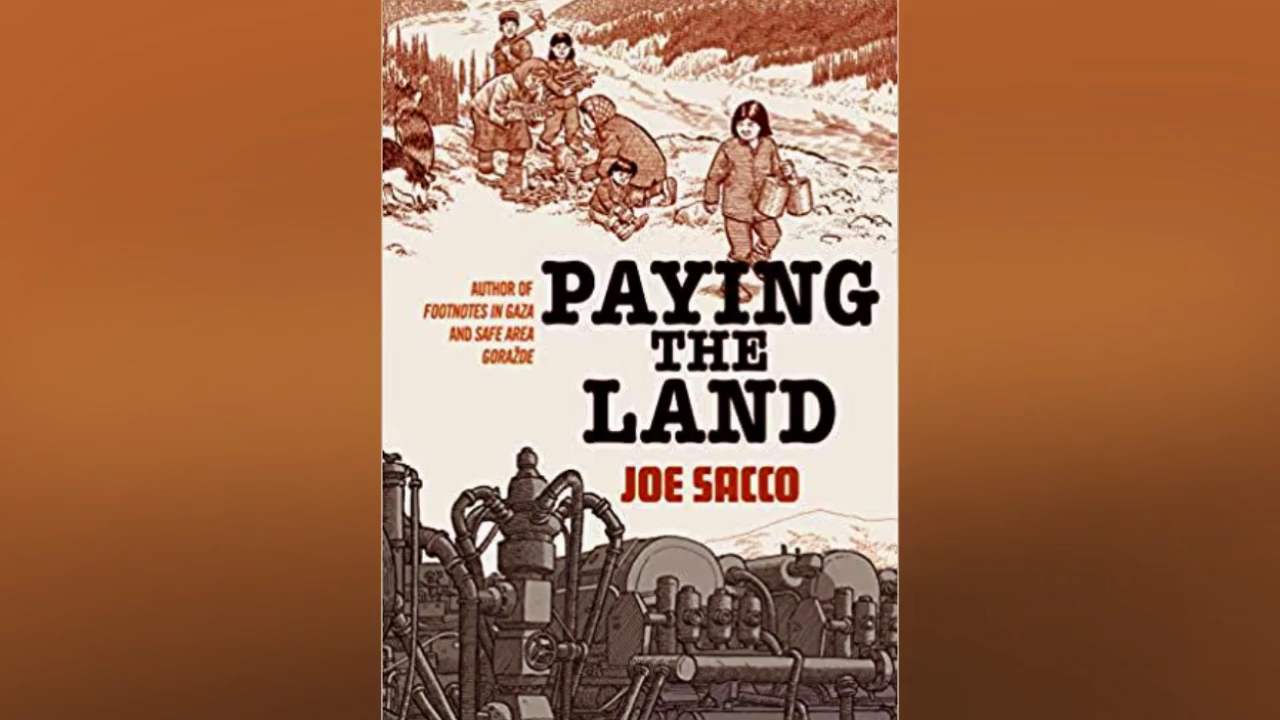 AUTHOR OF
FOOTNOTES IN GAZA
AND SAFE AREA
GORAŽDE
PAYING
THE
LAND
JOE SACCO